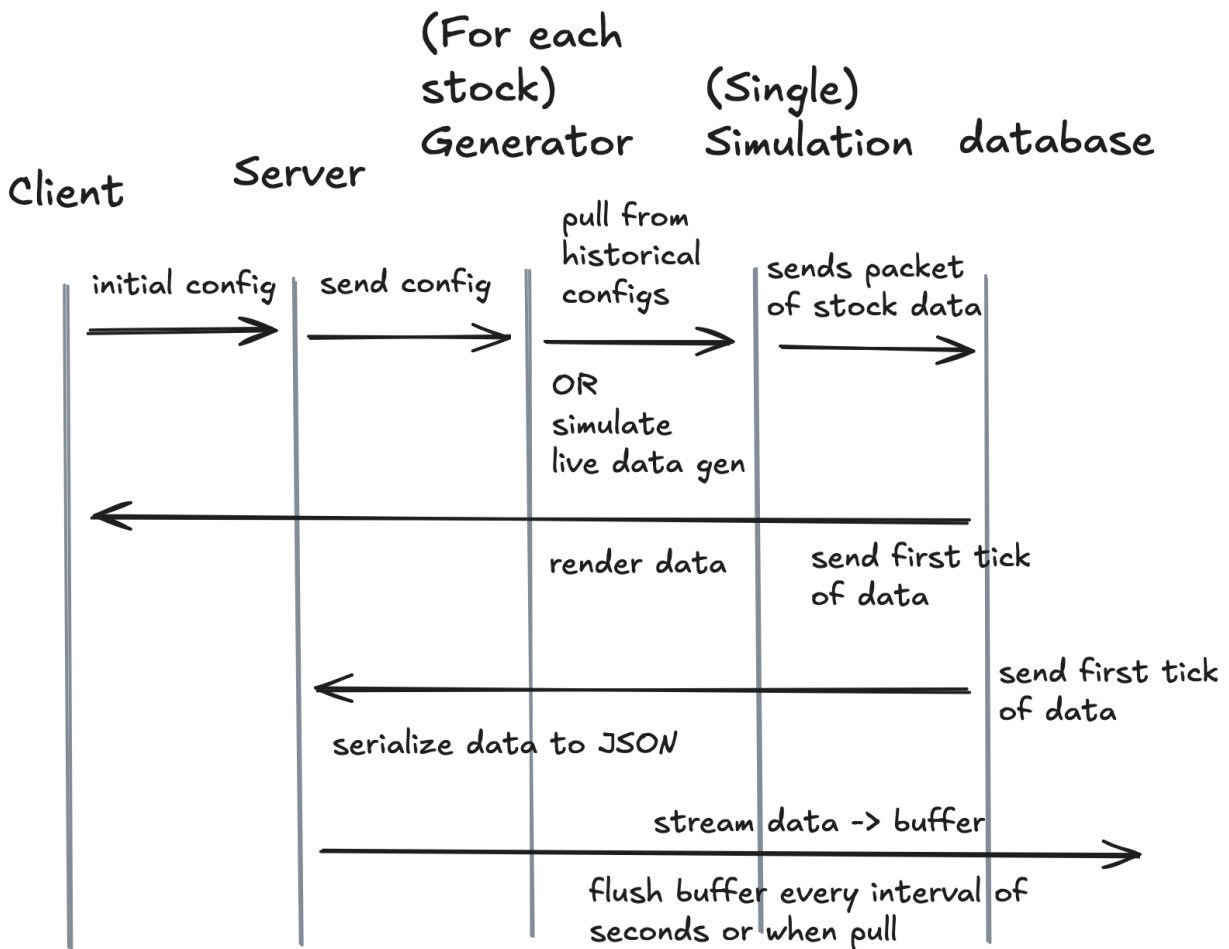 (For each
stock)
Generator
(Single)
Simulation
database
Server
Client
initial config
send config
pull from
historical
configs
sends packet
of stock data
OR
simulate
live data gen
render data
send first tick
of data
send first tick
of data
serialize data to JSON
stream data -> buffer
flush buffer every interval of
seconds or when pull